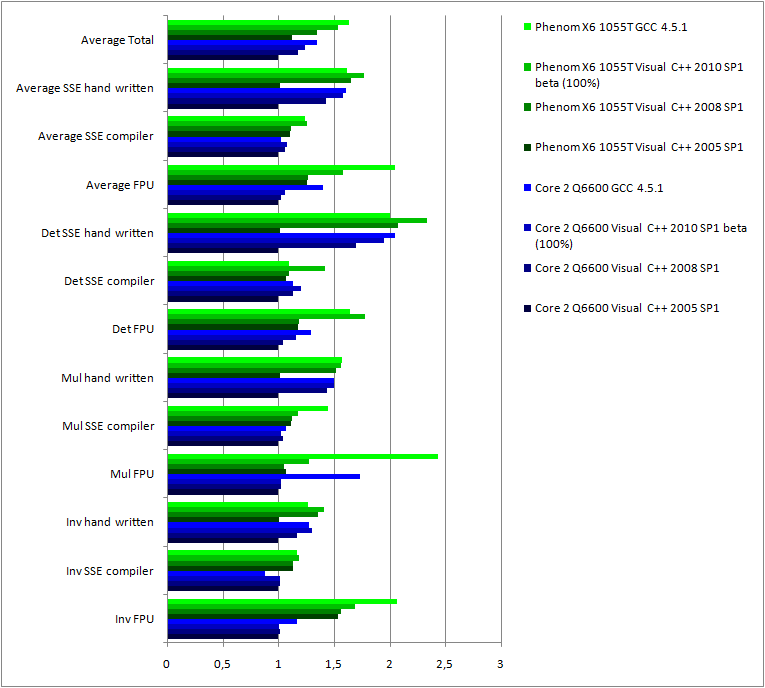 Average Total
Average SSE hand written
Average SSE compiler
Average FPU
Det SSE hand written
Det SSE compiler
Det FPU
Mul hand written
Mul SSE compiler
Mul FPU
Inv hand written
Inv SSE compiler
Inv FPU
0 0,5 1 1,5 2 2,5 3
Phenom X6 1055T GCC 4.5.1
Phenom X6 1055T Visual C++ 2010 SP1
beta (100%)
Phenom X6 1055T Visual C++ 2008 SP1
Phenom X6 1055T Visual C++ 2005 SP1
Core 2 Q6600 GCC 4.5.1
Core 2 Q6600 Visual C++ 2010 SP1 beta
(100%)
Core 2 Q6600 Visual C++ 2008 SP1
Core 2 Q6600 Visual C++ 2005 SP1